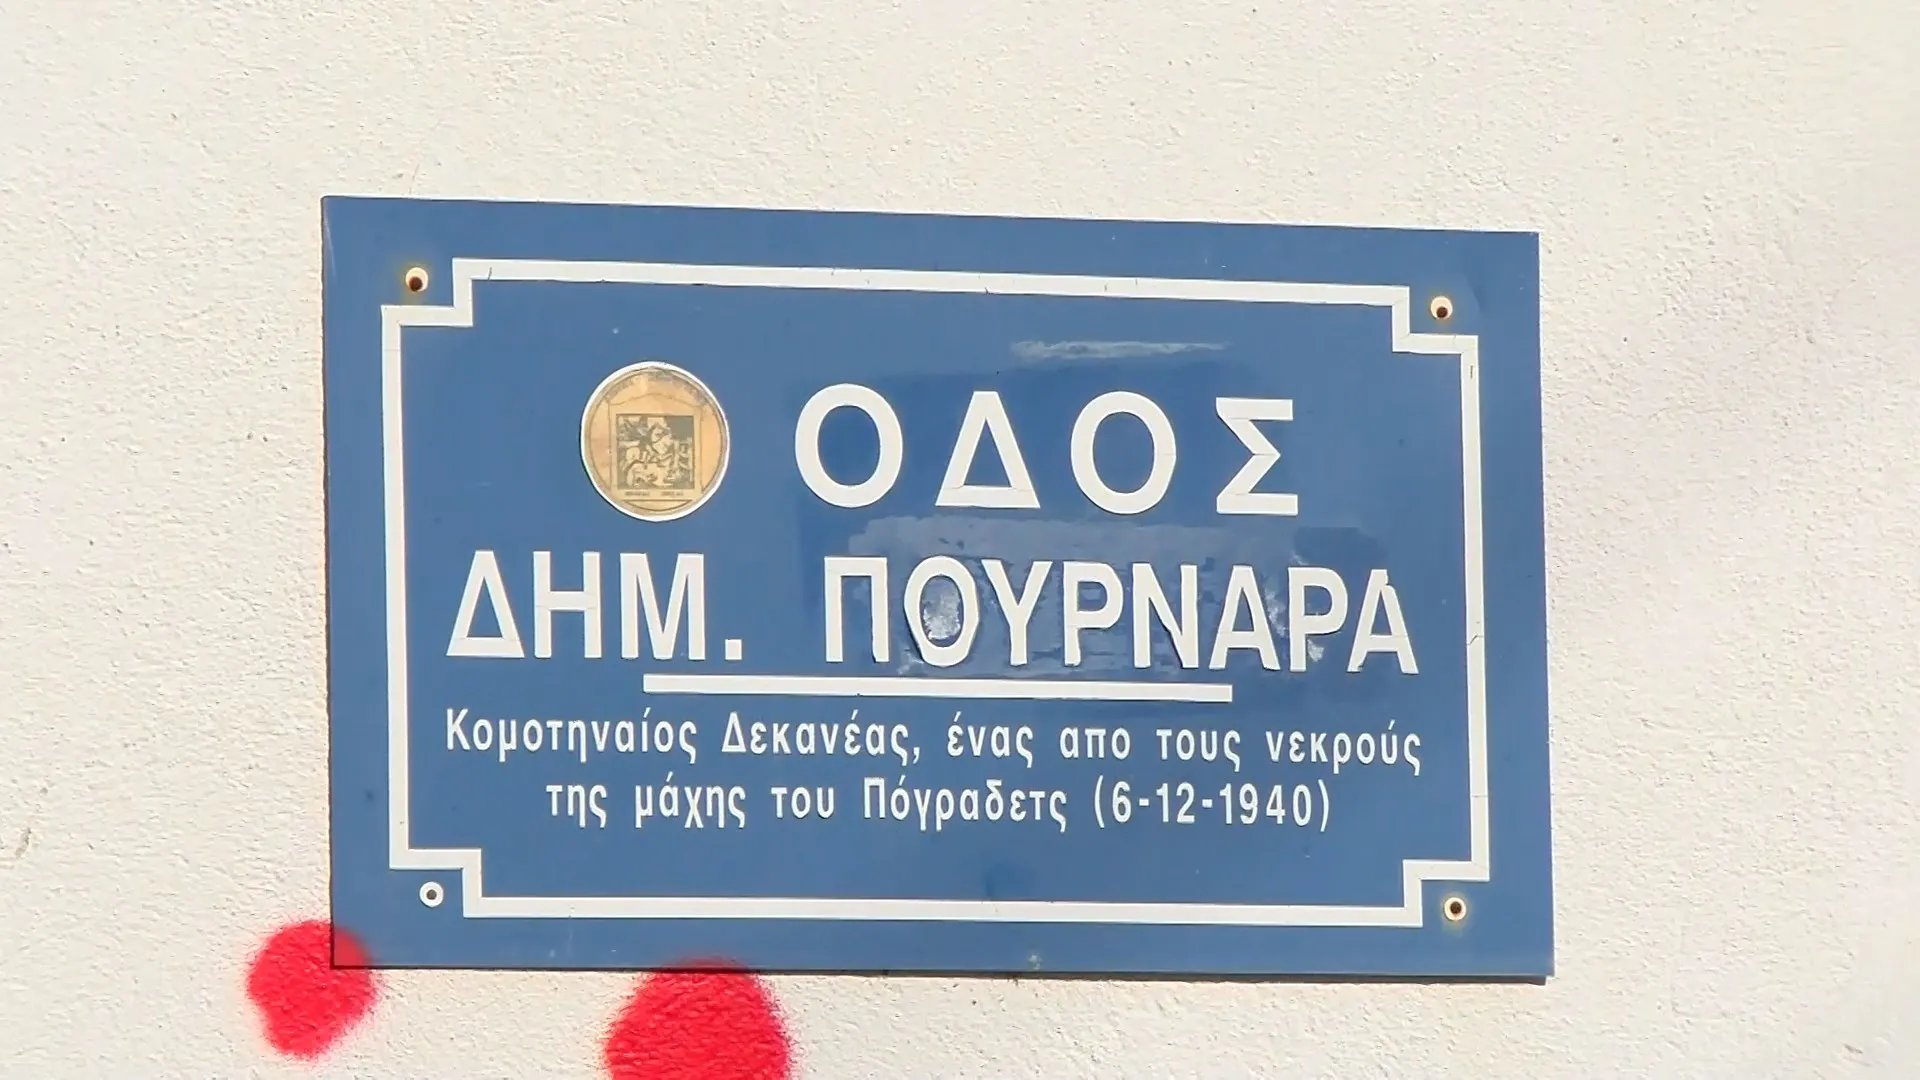 ΟΔΟΣ
ΔΗΜ. ΠΟΥΡΝΑΡΑ
Κομοτηναίος Δεκανέας, ένας απο τους νεκρούς
της μάχης του Πόγραδετς (6-12-1940)